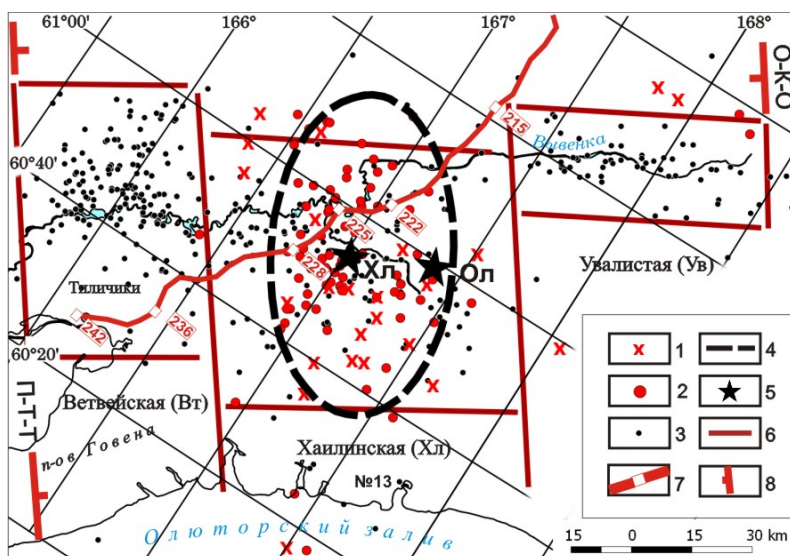 61°00'
166°
167°
168°
О-К-О
215
Вывенка
60°40'
222
225
Хл
Ол
228
Увалистая (Ув)
Тиличики
242
236
60°20'
П-Т-Т
Ветвейская (Вт)
п-ов Говена
Хаилинская (Хл)
№13
Олюторский залив
1
4
2
5
3
6
7
8
15 0 15 30 km